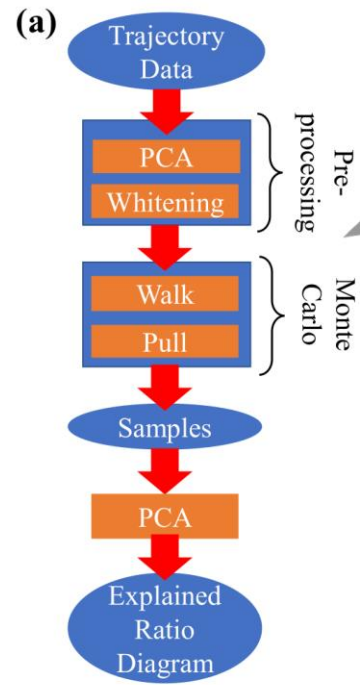 (a)
Trajectory
Data
PCA
Whitening
Pre-
processing
Walk
Pull
Monte
Carlo
Samples
PCA
Explained
Ratio
Diagram